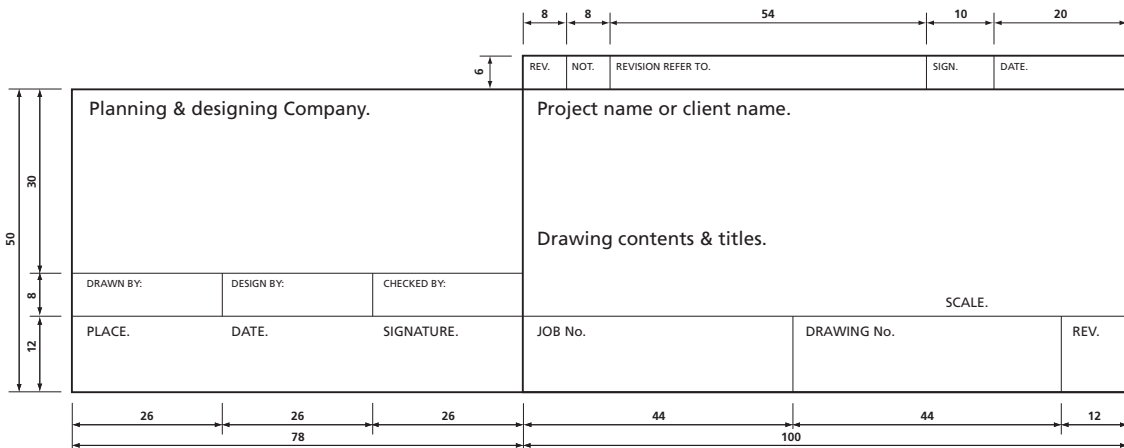 8 8 54 10 20
6 REV. NOT. REVISION REFER TO. SIGN. DATE.
Planning & designing Company. Project name or client name.
30
50
Drawing contents & titles.
8 DRAWN BY: DESIGN BY: CHECKED BY:
SCALE.
12 PLACE. DATE. SIGNATURE. JOB No. DRAWING No. REV.
26 26 26 44 44 12
78 100